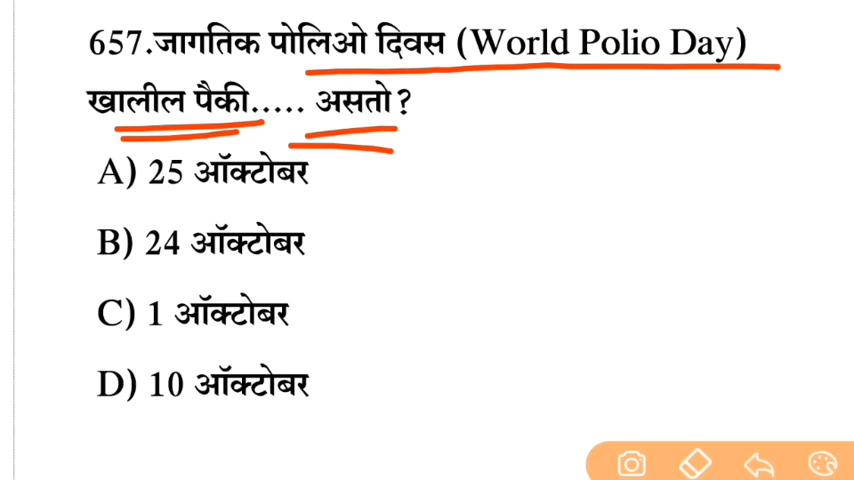 657.जागतिक पोलिओ दिवस (World Polio Day)
खालील पैकी..... असतो?
A) 25 ऑक्टोबर
B) 24 ऑक्टोबर
C) 1 ऑक्टोबर
D) 10 ऑक्टोबर